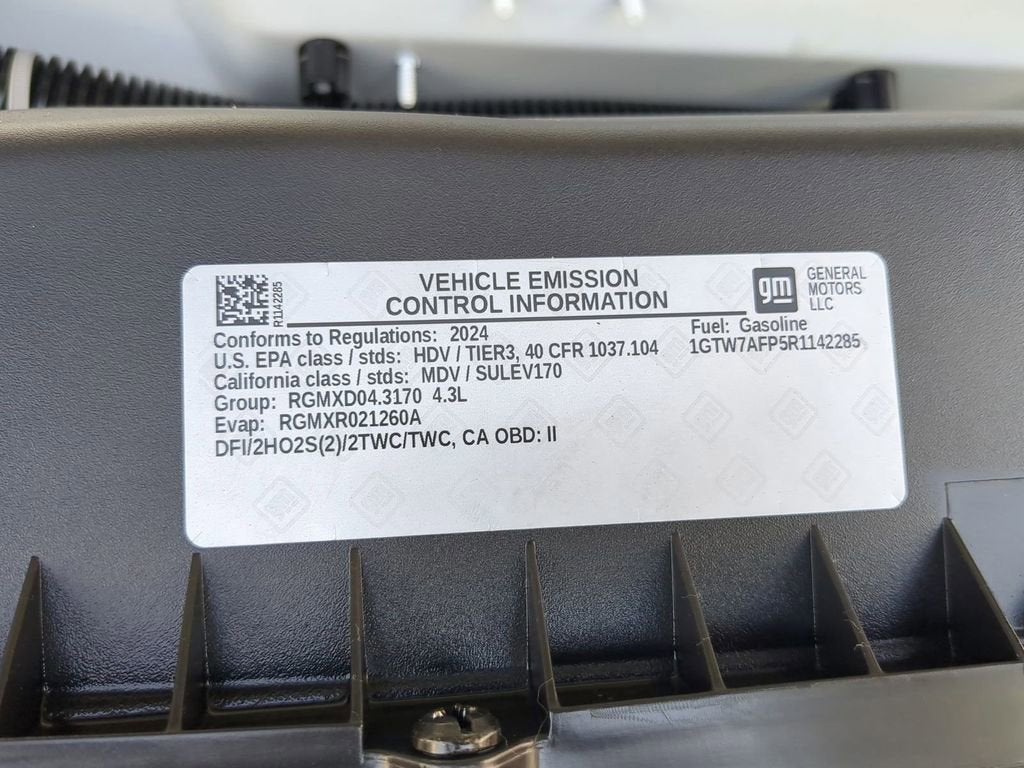 VEHICLE EMISSION
CONTROL INFORMATION
gm
GENERAL
MOTORS
LLC
R1142285
Conforms to Regulations: 2024
Fuel: Gasoline
U.S. EPA class / stds: HDV / TIER3, 40 CFR 1037.104
1GTW7AFP5R1142285
California class / stds: MDV / SULEV170
Group: RGMXD04.3170 4.3L
Evap: RGMXR021260A
DFI/2HO2S(2)/2TWC/TWC, CA OBD: II